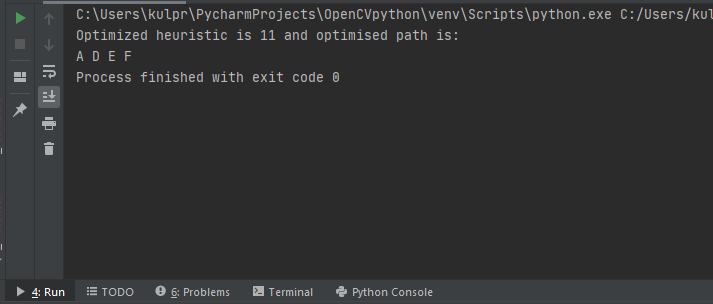 C:\Users\kulpr\PycharmProjects\OpenCVpython\venv\Scripts\python.exe C:/Users/kul
Optimized heuristic is 11 and optimised path is:
A D E F
Process finished with exit code 0
4: Run TODO 6: Problems Terminal Python Console